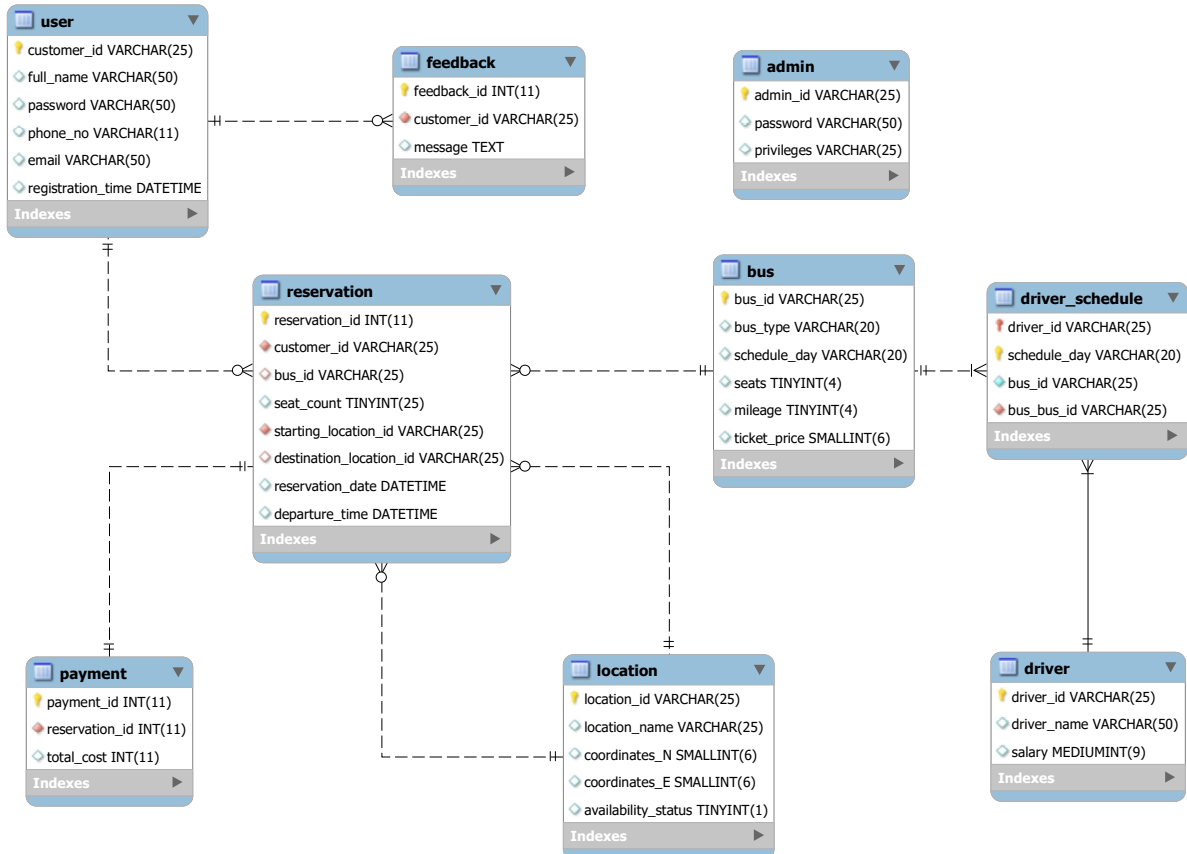 user
customer_id VARCHAR(25)
full_name VARCHAR(50)
password VARCHAR(50)
phone_no VARCHAR(11)
email VARCHAR(50)
registration_time DATETIME
Indexes
feedback
feedback_id INT(11)
customer_id VARCHAR(25)
message TEXT
Indexes
admin
admin_id VARCHAR(25)
password VARCHAR(50)
privileges VARCHAR(25)
Indexes
reservation
reservation_id INT(11)
customer_id VARCHAR(25)
bus_id VARCHAR(25)
seat_count TINYINT(25)
starting_location_id VARCHAR(25)
destination_location_id VARCHAR(25)
reservation_date DATETIME
departure_time DATETIME
Indexes
bus
bus_id VARCHAR(25)
bus_type VARCHAR(20)
schedule_day VARCHAR(20)
seats TINYINT(4)
mileage TINYINT(4)
ticket_price SMALLINT(6)
Indexes
driver_schedule
driver_id VARCHAR(25)
schedule_day VARCHAR(20)
bus_id VARCHAR(25)
bus_bus_id VARCHAR(25)
Indexes
payment
payment_id INT(11)
reservation_id INT(11)
total_cost INT(11)
Indexes
location
location_id VARCHAR(25)
location_name VARCHAR(25)
coordinates_N SMALLINT(6)
coordinates_E SMALLINT(6)
availability_status TINYINT(1)
Indexes
driver
driver_id VARCHAR(25)
driver_name VARCHAR(50)
salary MEDIUMINT(9)
Indexes